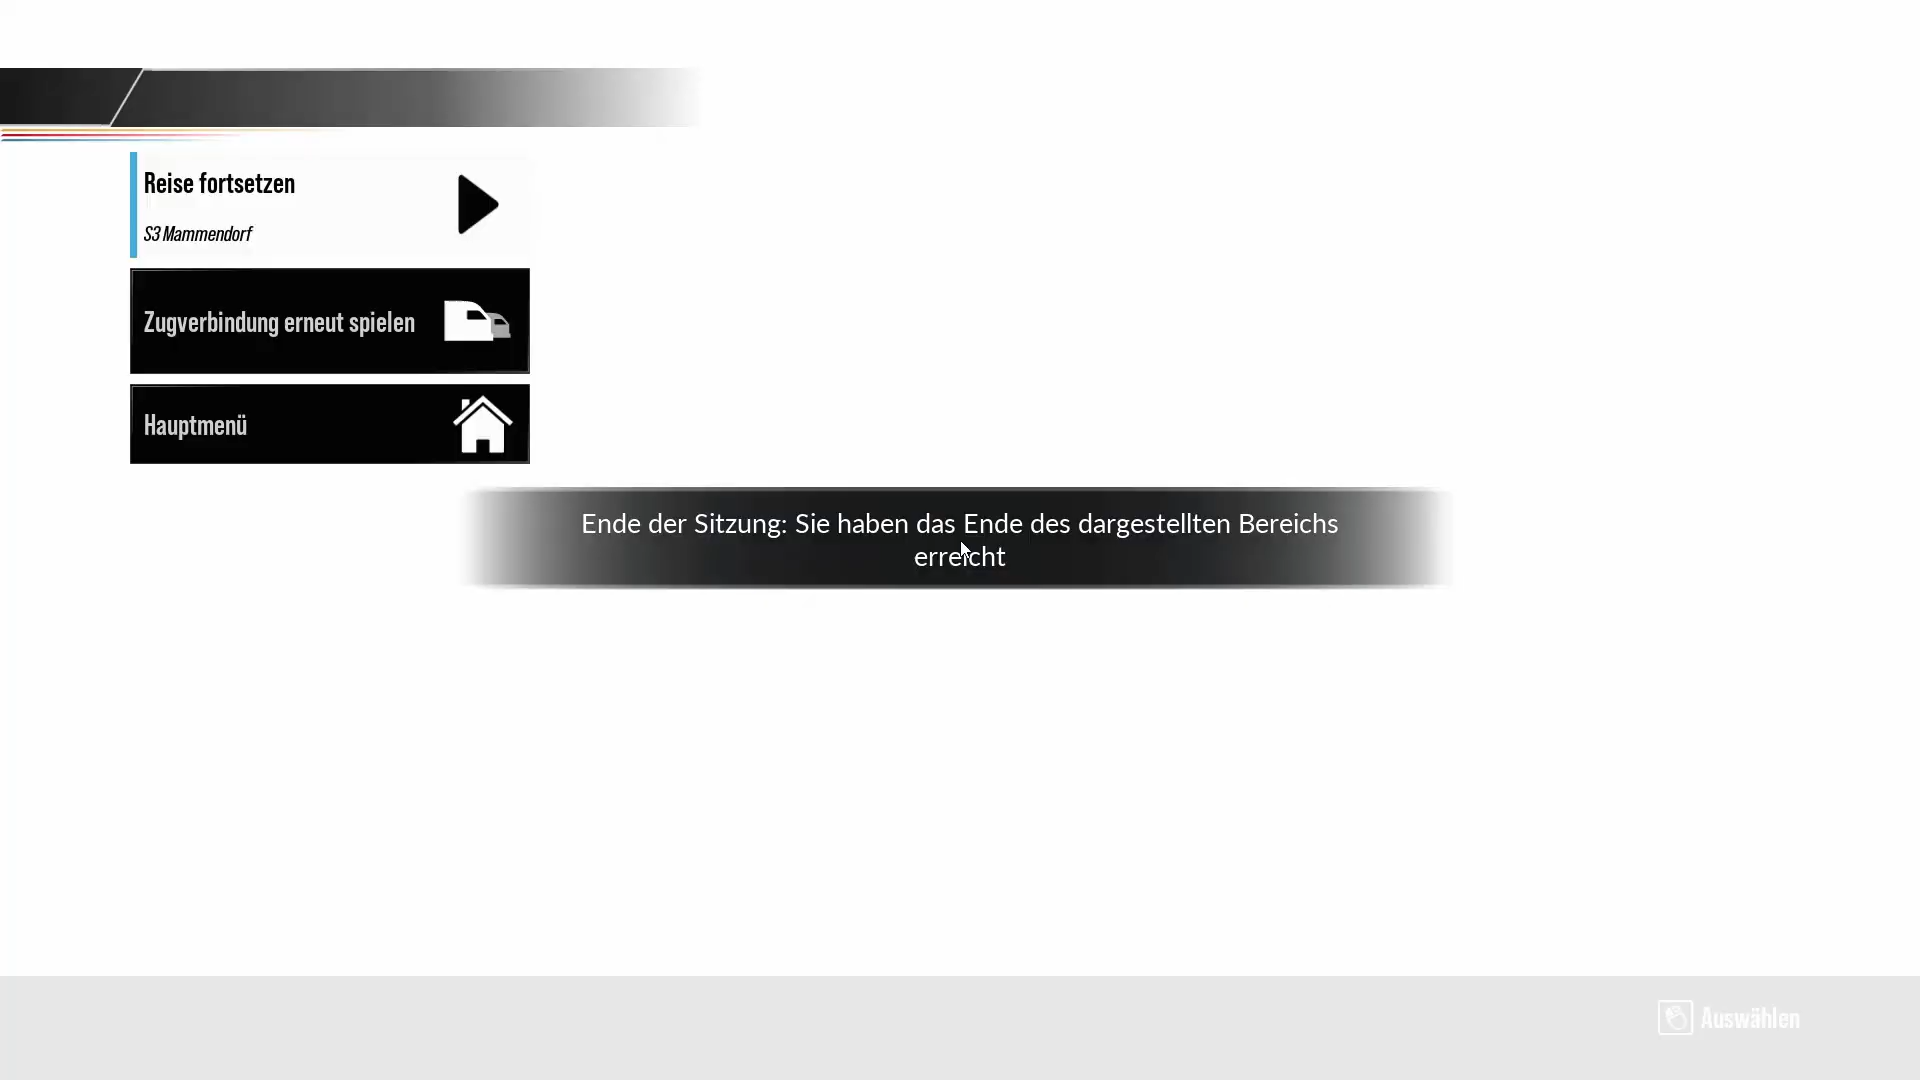 Reise fortsetzen
S3 Mammendorf
Zugverbindung erneut spielen
Hauptmenü
Ende der Sitzung: Sie haben das Ende des dargestellten Bereichs
erreicht
Auswählen